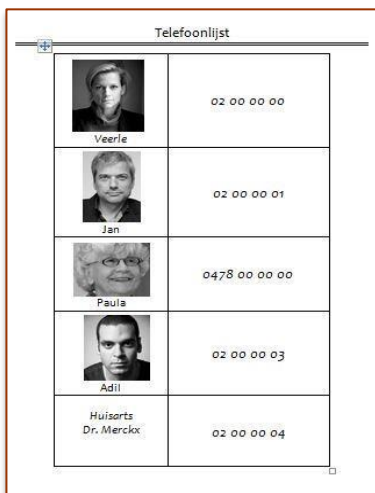 Telefoonlijst
Veerle
02 00 00 00
Jan
02 00 00 01
Paula
0478 00 00 00
Adil
02 00 00 03
Huisarts
Dr. Merckx
02 00 00 04